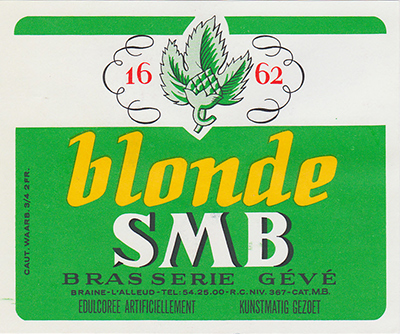 16 62
blonde
SMB
BRASSERIE GÉVÉ
BRAINE-L'ALLEUD-TEL:54.25.00-R.C.NIV.367-CAT.M.B.
EDULCOREE ARTIFICIELLEMENT KUNSTMATIG GEZOET
CAUT.WAARB.3/4 2FR.